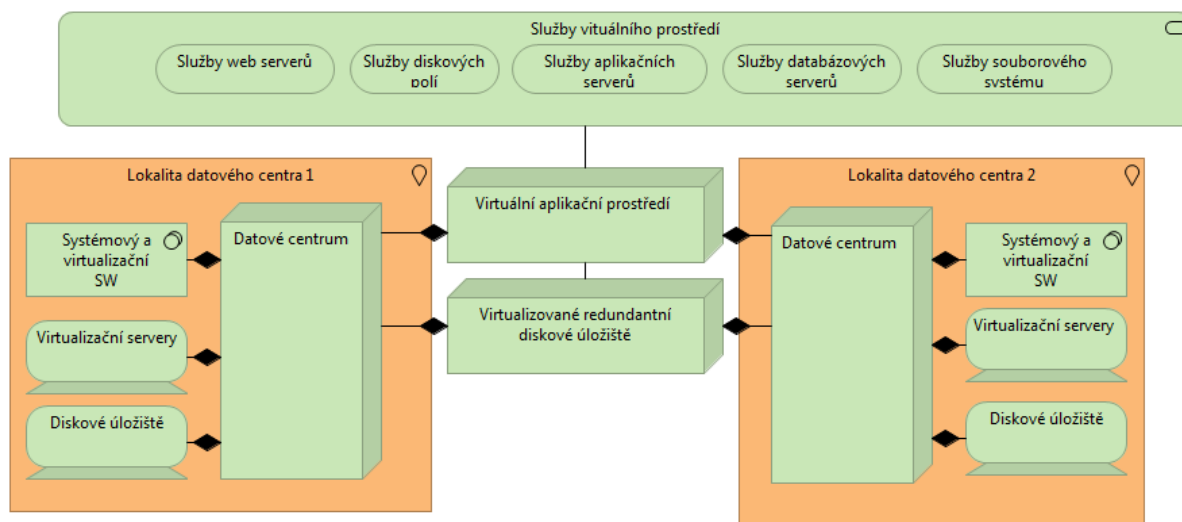 Služby vituálního prostředí
Služby web serverů
Služby diskových
polí
Služby aplikačních
serverů
Služby databázových
serverů
Služby souborového
systému
Lokalita datového centra 1
Systémový a
virtualizační
SW
Virtualizační servery
Diskové úložiště
Datové centrum
Virtuální aplikační prostředí
Virtualizované redundantní
diskové úložiště
Lokalita datového centra 2
Datové centrum
Systémový a
virtualizační
SW
Virtualizační servery
Diskové úložiště